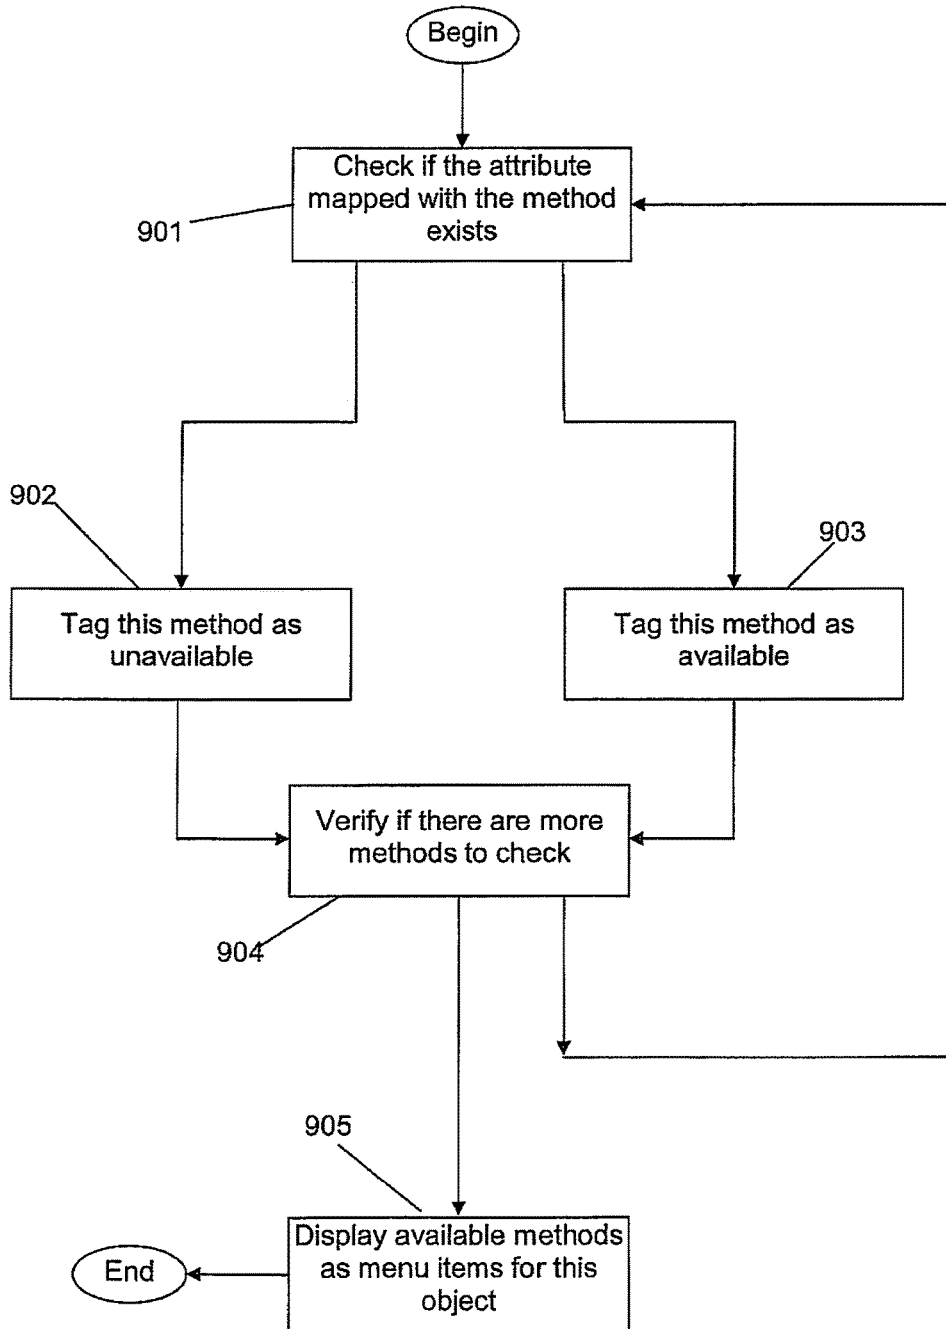 Begin
Check if the attribute
mapped with the method
exists
901
902
903
Tag this method as
unavailable
Tag this method as
available
Verify if there are more
methods to check
904
905
Display available methods
as menu items for this
object
End